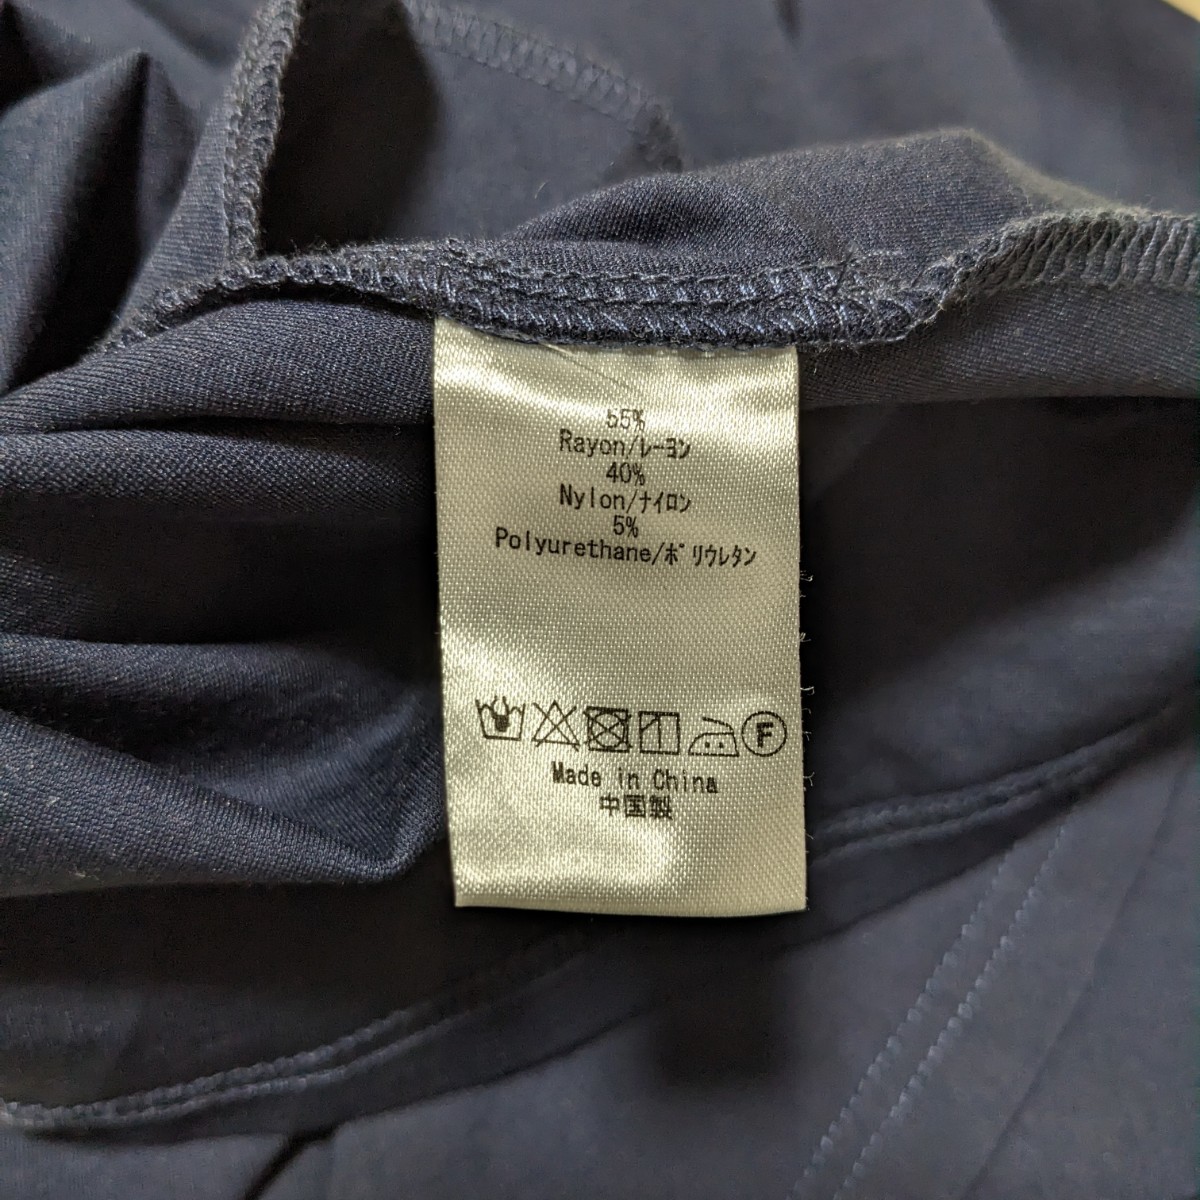 55%
Rayon/レーヨン
40%
Nylon/ナイロン
5%
Polyurethane/ポリウレタン
F
Made in China
中国製